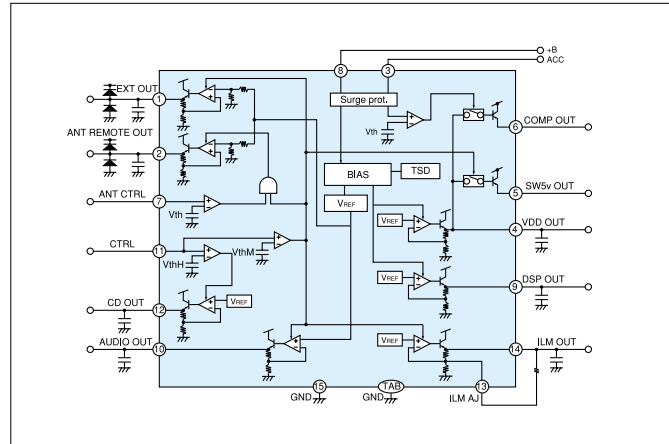 +B
ACC
8
3
EXT OUT
1
Surge prot.
Vth
COMP OUT
6
ANT REMOTE OUT
2
BIAS
TSD
SW5v OUT
5
ANT CTRL
7
Vth
VREF
VREF
VDD OUT
4
CTRL
11
VthM
VthH
VREF
DSP OUT
9
CD OUT
12
VREF
AUDIO OUT
10
VREF
ILM OUT
14
15
TAB
13
GND
GND
ILM AJ